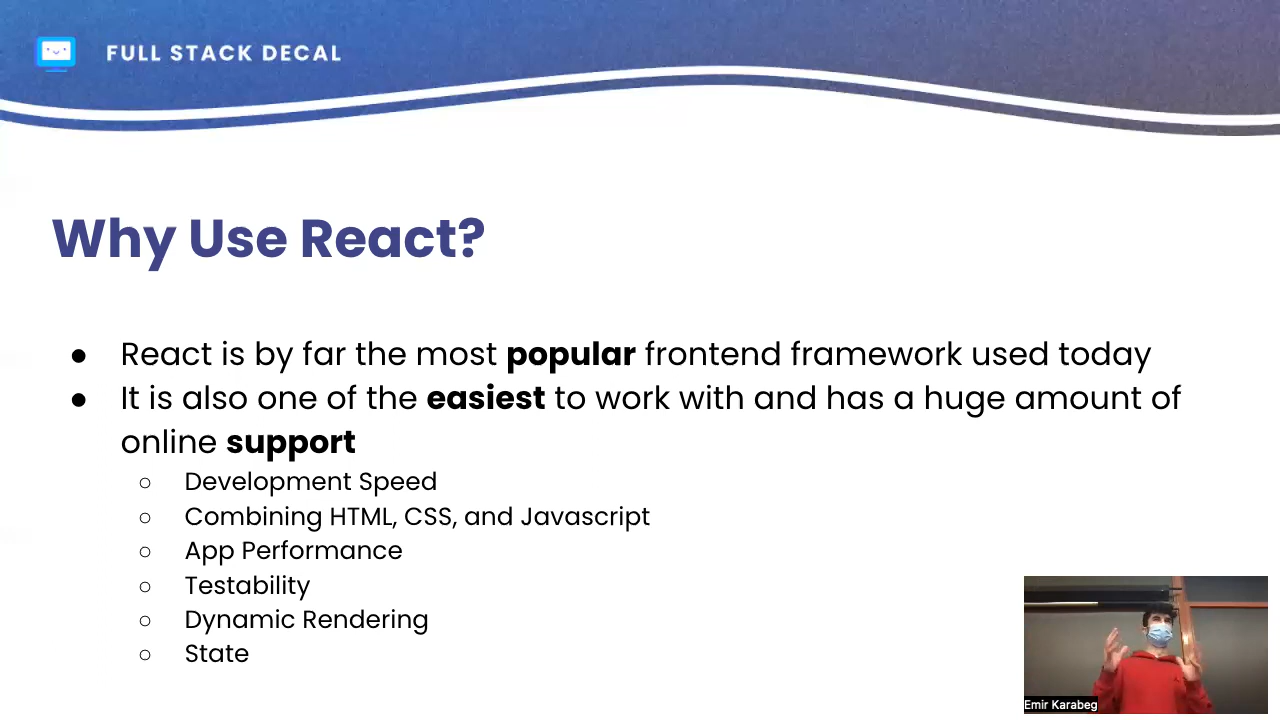 FULL STACK DECAL
Why Use React?
● React is by far the most popular frontend framework used today
● It is also one of the easiest to work with and has a huge amount of
online support
○ Development Speed
○ Combining HTML, CSS, and Javascript
○ App Performance
○ Testability
○ Dynamic Rendering
○ State
Emir Karabeg